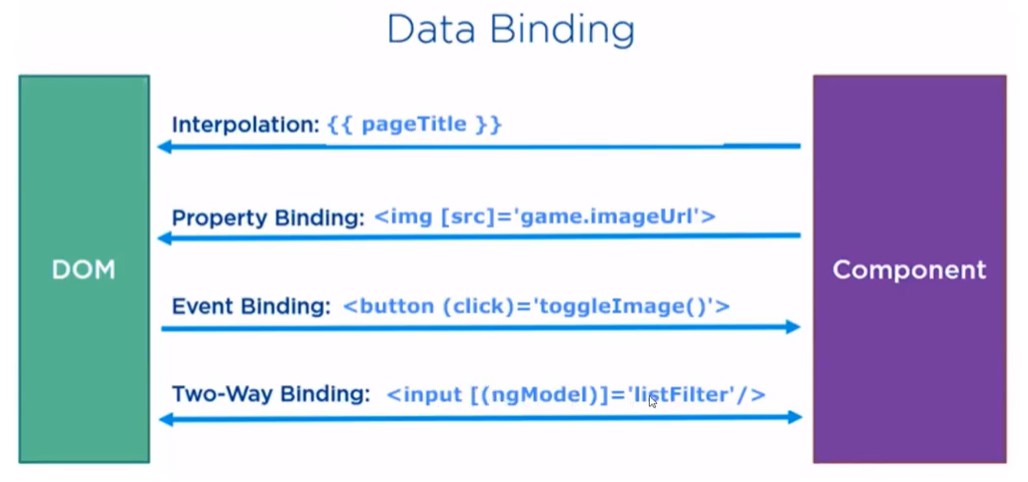 Data Binding
Interpolation: {{ pageTitle }}
Property Binding: <img [src]='game.imageUrl'>
DOM
Component
Event Binding: <button (click)='toggleImage()'>
Two-Way Binding: <input [(ngModel)]='listFilter'/>